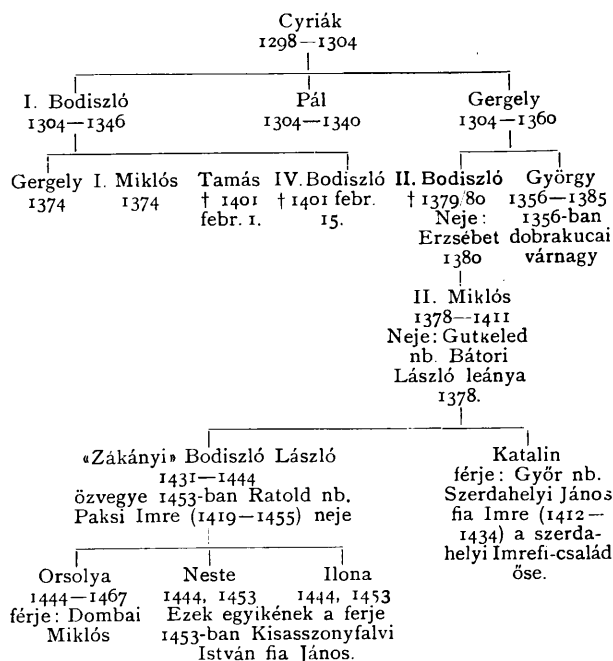 Cyriák
1298—1304
I. Bodiszló
1304—1346
Pál
1304—1340
Gergely
1304—1360
Gergely
1374
I. Miklós
1374
Tamás
† 1401
febr. 1.
IV. Bodiszló
† 1401 febr.
15.
II. Bodiszló
† 1379/80
Neje:
Erzsébet
1380
György
1356—1385
1356-ban
dobrakucai
várnagy
II. Miklós
1378—1411
Neje: Gutkeled
nb. Bátori
László leánya
1378.
«Zákányi» Bodiszló László
1431—1444
özvegye 1453-ban Ratold nb.
Paksi Imre (1419—1455) neje
Katalin
férje: Győr nb.
Szerdahelyi János
fia Imre (1412—
1434) a szerda-
helyi Imrefi-család
őse.
Orsolya
1444—1467
férje: Dombai
Miklós
Neste
1444, 1453
Ilona
1444, 1453
Ezek egyikének a ferje
1453-ban Kisasszonyfalvi
István fia János.